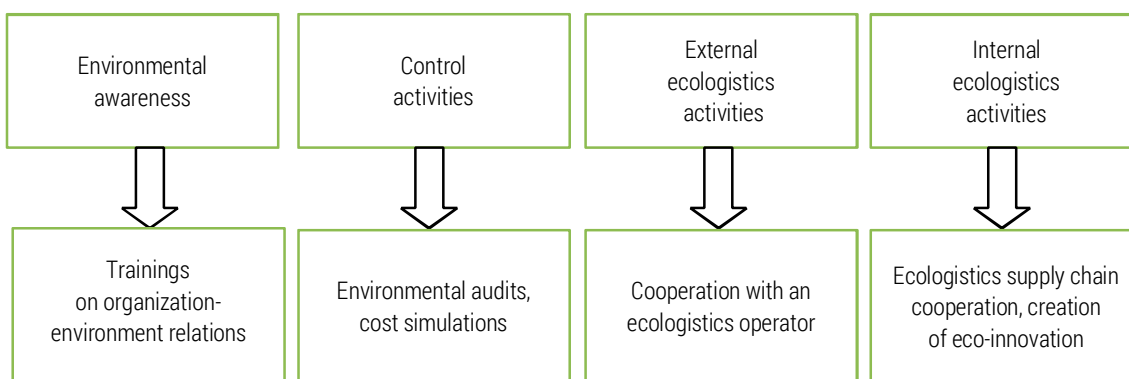 Environmental
awareness
Control
activities
External
ecologistics
activities
Internal
ecologistics
activities
Trainings
on organization-
environment relations
Environmental audits,
cost simulations
Cooperation with an
ecologistics operator
Ecologistics supply chain
cooperation, creation
of eco-innovation